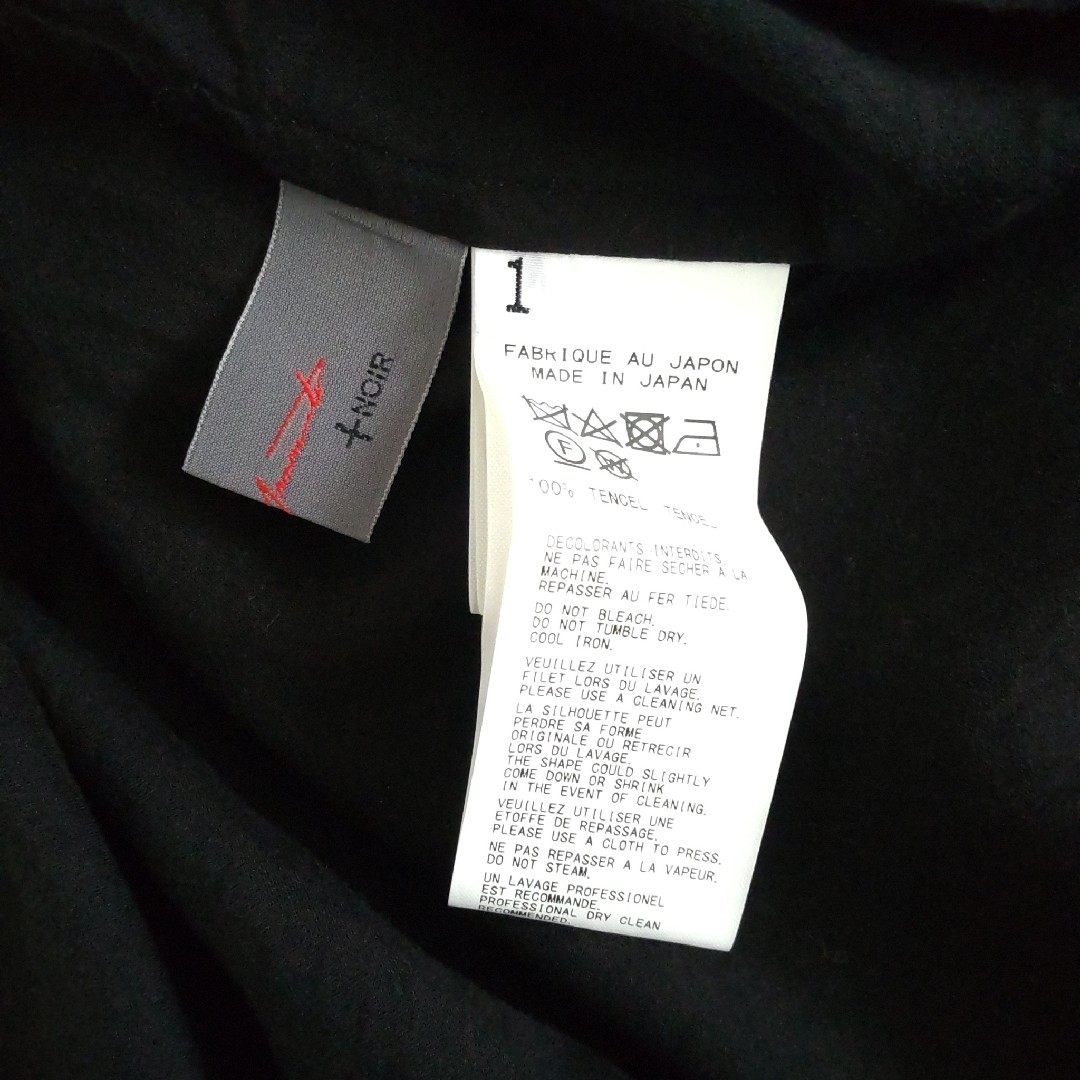 +NOIR
1
FABRIQUE AU JAPON
MADE IN JAPAN
F
100% TENCEL TENCEL
DECOLORANTS INTERDITS.
NE PAS FAIRE SECHER A LA
MACHINE.
REPASSER AU FER TIEDE.
DO NOT BLEACH.
DO NOT TUMBLE DRY.
COOL IRON.
VEUILLEZ UTILISER UN
FILET LORS DU LAVAGE.
PLEASE USE A CLEANING NET.
LA SILHOUETTE PEUT
PERDRE SA FORME
ORIGINALE OU RETRECIR
LORS DU LAVAGE.
THE SHAPE COULD SLIGHTLY
COME DOWN OR SHRINK
IN THE EVENT OF CLEANING.
VEUILLEZ UTILISER UNE
ETOFFE DE REPASSAGE.
PLEASE USE A CLOTH TO PRESS.
NE PAS REPASSER A LA VAPEUR.
DO NOT STEAM.
UN LAVAGE PROFESSIONEL
EST RECOMMANDE.
PROFESSIONAL DRY CLEAN
RECOMMENDED.